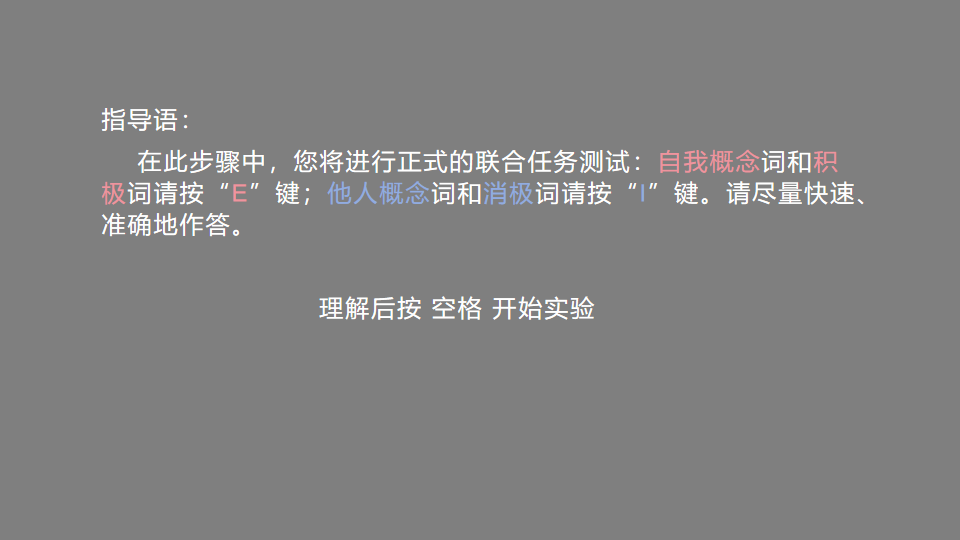 指导语：
在此步骤中，您将进行正式的联合任务测试：自我概念词和积
极词请按“E”键；他人概念词和消极词请按“I”键。请尽量快速、
准确地作答。
理解后按 空格 开始实验